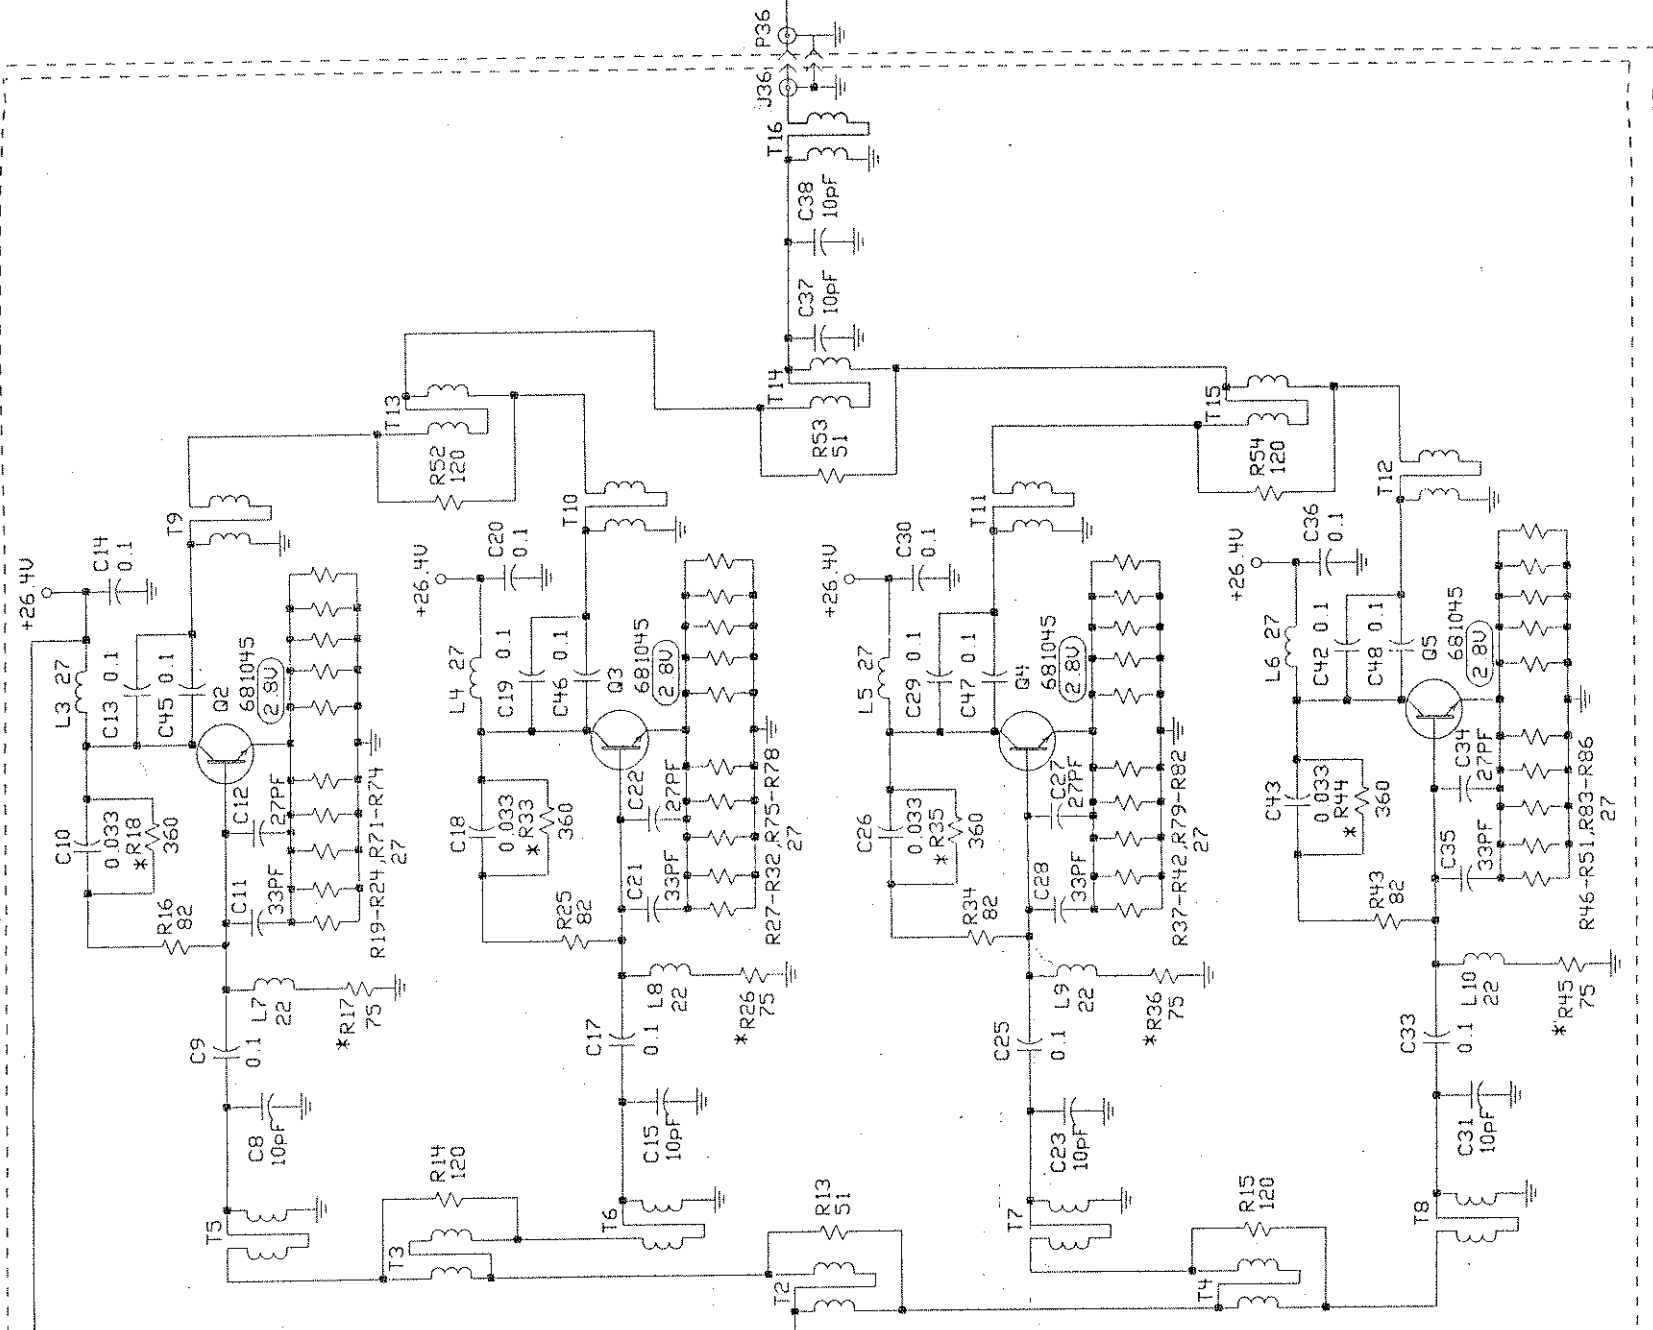 P36
J36
T16
C38
10pF
C37
10pF
T14
R53
51
T13
R52
120
T15
R54
120
T9
T10
T11
T12
+26.4V
C14
0.1
L3 27
C13 0.1
C45 0.1
Q2
681045
2.8V
C10
0.033
*R18
360
R16
82
C11
33PF
C12
27PF
R19-R24,R71-R74
27
L7
22
*R17
75
C9
0.1
C8
10pF
T5
+26.4V
C20
0.1
L4 27
C19 0.1
C46 0.1
Q3
681045
2.8V
C18
0.033
*R33
360
R25
82
C21
33PF
C22
27PF
R27-R32,R75-R78
27
L8
22
*R26
75
C17
0.1
C15
10pF
T6
+26.4V
C30
0.1
L5 27
C29 0.1
C47 0.1
Q4
681045
2.8V
C26
0.033
*R35
360
R34
82
C28
33PF
C27
27PF
R37-R42,R79-R82
27
L9
22
*R36
75
C25
0.1
C23
10pF
T7
+26.4V
C36
0.1
L6 27
C42 0.1
C48 0.1
Q5
681045
2.8V
C43
0.033
*R44
360
R43
82
C35
33PF
C34
27PF
R46-R51,R83-R86
27
L10
22
*R45
75
C33
0.1
C31
10pF
T8
R14
120
T3
R13
51
T2
R15
120
T4